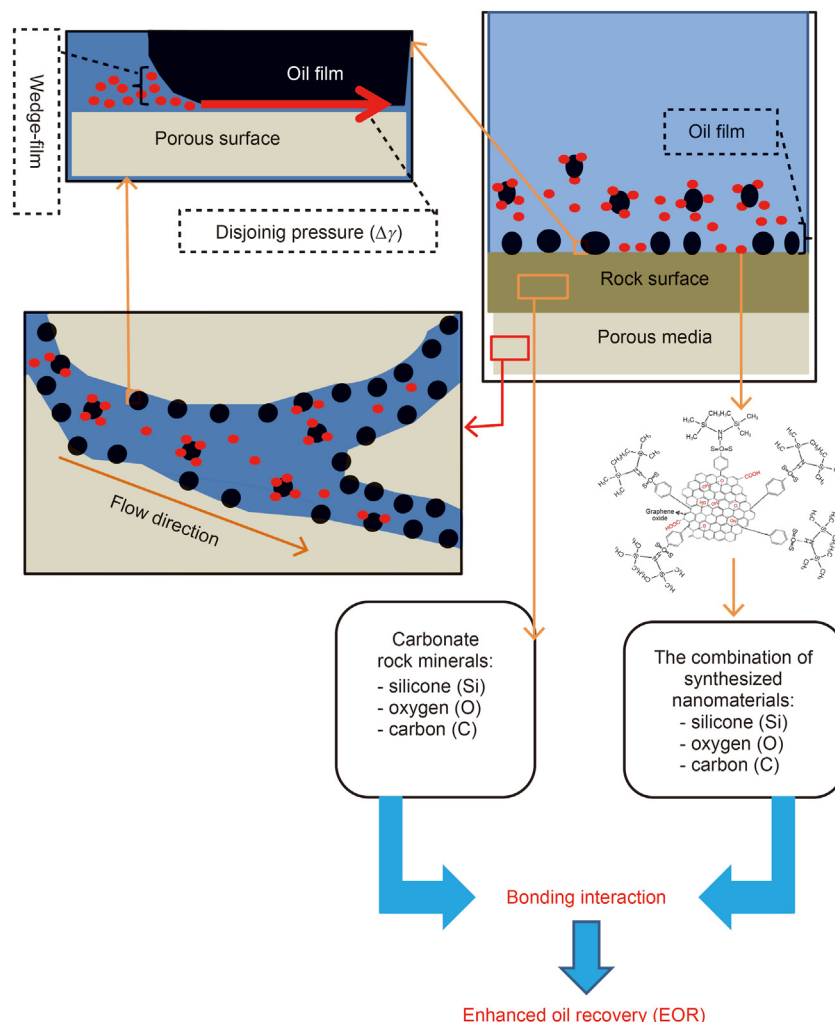 Wedge-film
Oil film
Porous surface
Disjoinig pressure (Δγ)
Oil film
Rock surface
Porous media
Flow direction
Graphene
oxide
COOH
HOOC
Carbonate
rock minerals:
- silicone (Si)
- oxygen (O)
- carbon (C)
The combination of
synthesized
nanomaterials:
- silicone (Si)
- oxygen (O)
- carbon (C)
Bonding interaction
Enhanced oil recovery (EOR)